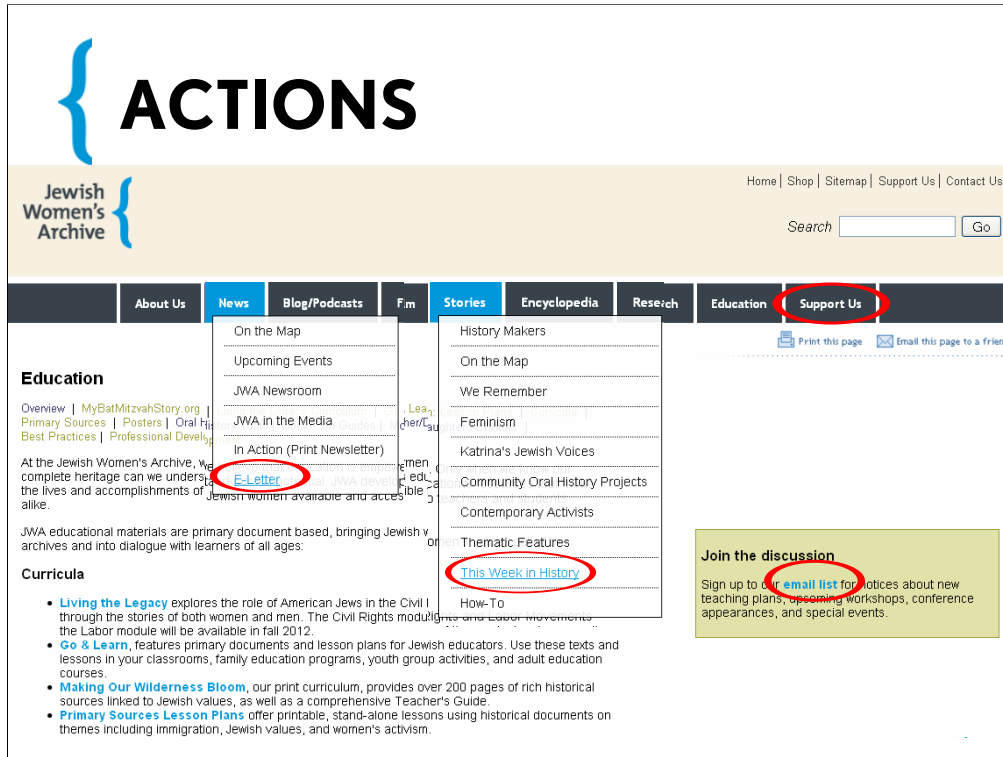 ACTIONS
Jewish
Women's
Archive
Home | Shop | Sitemap | Support Us | Contact Us
Search
Go
About Us
News
Blog/Podcasts
Stories
Encyclopedia
Education
Support Us
On the Map
Upcoming Events
JWA Newsroom
JWA in the Media
In Action (Print Newsletter)
E-Letter
History Makers
On the Map
We Remember
Feminism
Katrina's Jewish Voices
Community Oral History Projects
Contemporary Activists
Thematic Features
This Week in History
How-To
Print this page
Email this page to a
Education
Overview | MyBatMitzvahStory.org
Primary Sources | Posters | Oral
Best Practices | Professional
At the Jewish Women's Archive,
complete heritage can we
the lives and accomplishments of Jewish women available and
alike.
JWA educational materials are primary document based, bringing Jewish
archives and into dialogue with learners of all ages:
Curricula
• Living the Legacy explores the role of American Jews in the Civil
through the stories of both women and men. The Civil Rights
the Labor module will be available in fall 2012.
• Go & Learn, features primary documents and lesson plans for Jewish educators. Use these texts and
lessons in your classrooms, family education programs, youth group activities, and adult education
courses.
• Making Our Wilderness Bloom, our print curriculum, provides over 200 pages of rich historical
sources linked to Jewish values, as well as a comprehensive Teacher's Guide.
• Primary Sources Lesson Plans offer printable, stand-alone lessons using historical documents on
themes including immigration, Jewish values, and women's activism.
Join the discussion
Sign up to our email list for notices about new
teaching plans, upcoming workshops, conference
appearances, and special events.